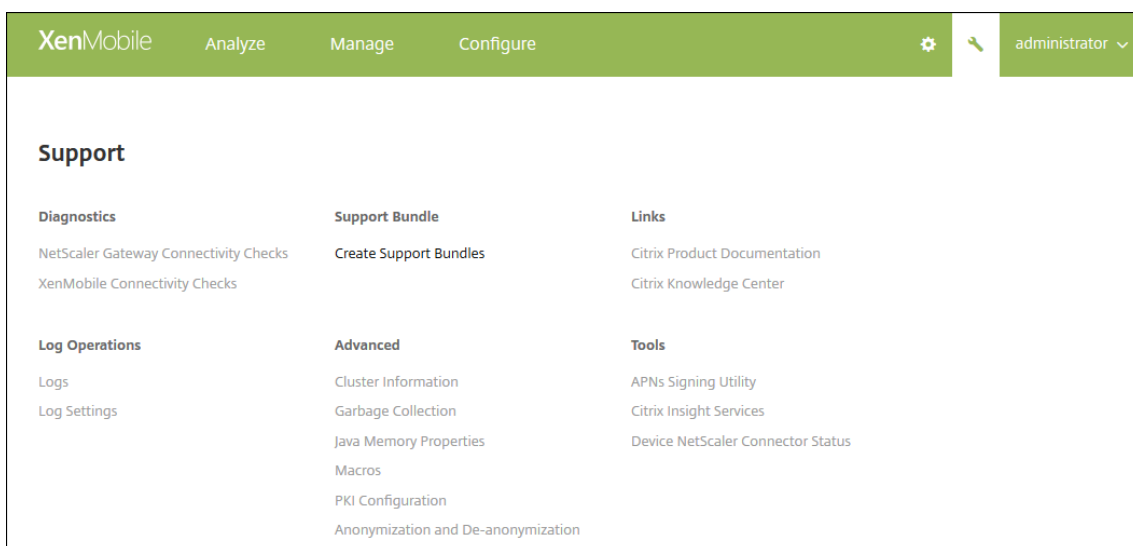 XenMobile Analyze Manage Configure administrator
Support
Diagnostics Support Bundle Links
NetScaler Gateway Connectivity Checks Create Support Bundles Citrix Product Documentation
XenMobile Connectivity Checks Citrix Knowledge Center
Log Operations Advanced Tools
Logs Cluster Information APNs Signing Utility
Log Settings Garbage Collection Citrix Insight Services
Java Memory Properties Device NetScaler Connector Status
Macros
PKI Configuration
Anonymization and De-anonymization